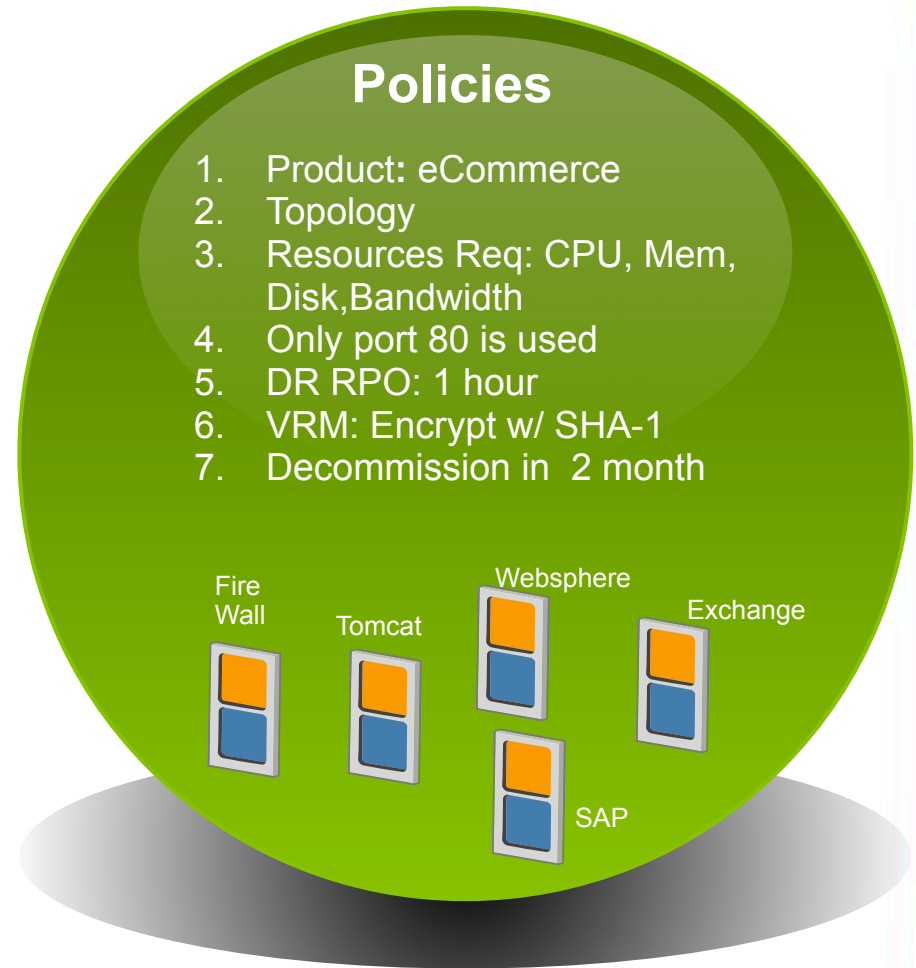 Policies
1. Product: eCommerce
2. Topology
3. Resources Req: CPU, Mem,
Disk,Bandwidth
4. Only port 80 is used
5. DR RPO: 1 hour
6. VRM: Encrypt w/ SHA-1
7. Decommission in 2 month
Fire
Wall
Tomcat
Websphere
Exchange
SAP